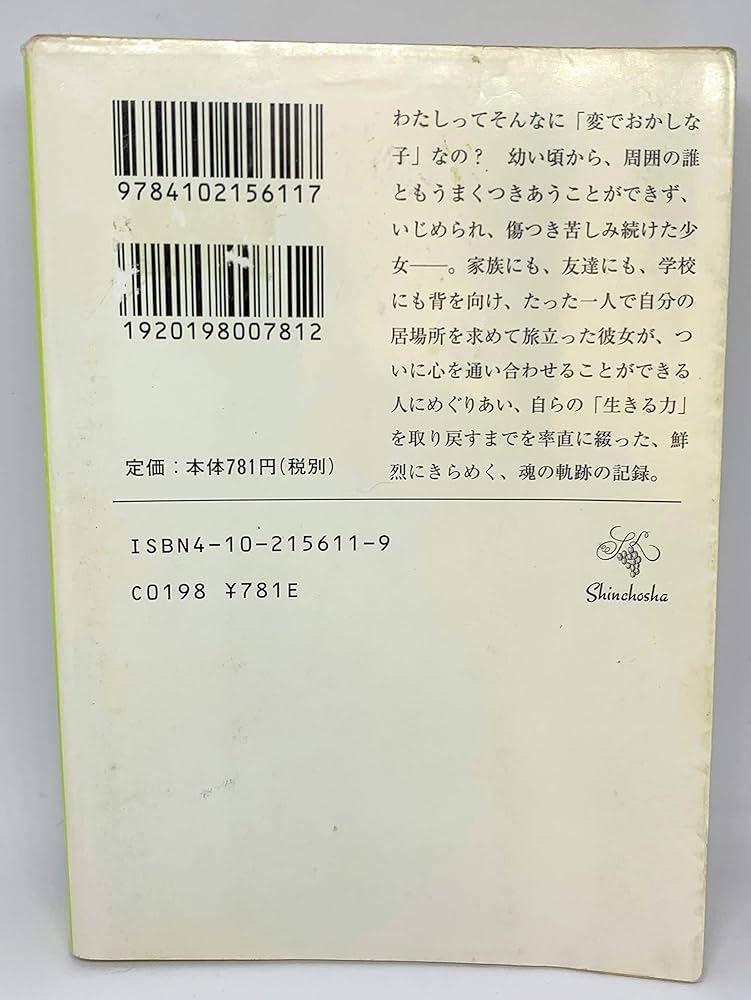 9784102156117
1920198007812
定価：本体781円（税別）
わたしってそんなに「変でおかしな
子」なの？　幼い頃から、周囲の誰
ともうまくつきあうことができず、
いじめられ、傷つき苦しみ続けた少
女――。家族にも、友達にも、学校
にも背を向け、たった一人で自分の
居場所を求めて旅立った彼女が、つ
いに心を通い合わせることができる
人にめぐりあい、自らの「生きる力」
を取り戻すまでを率直に綴った、鮮
烈にきらめく、魂の軌跡の記録。
ISBN4-10-215611-9
C0198 ¥781E
Shinchosha